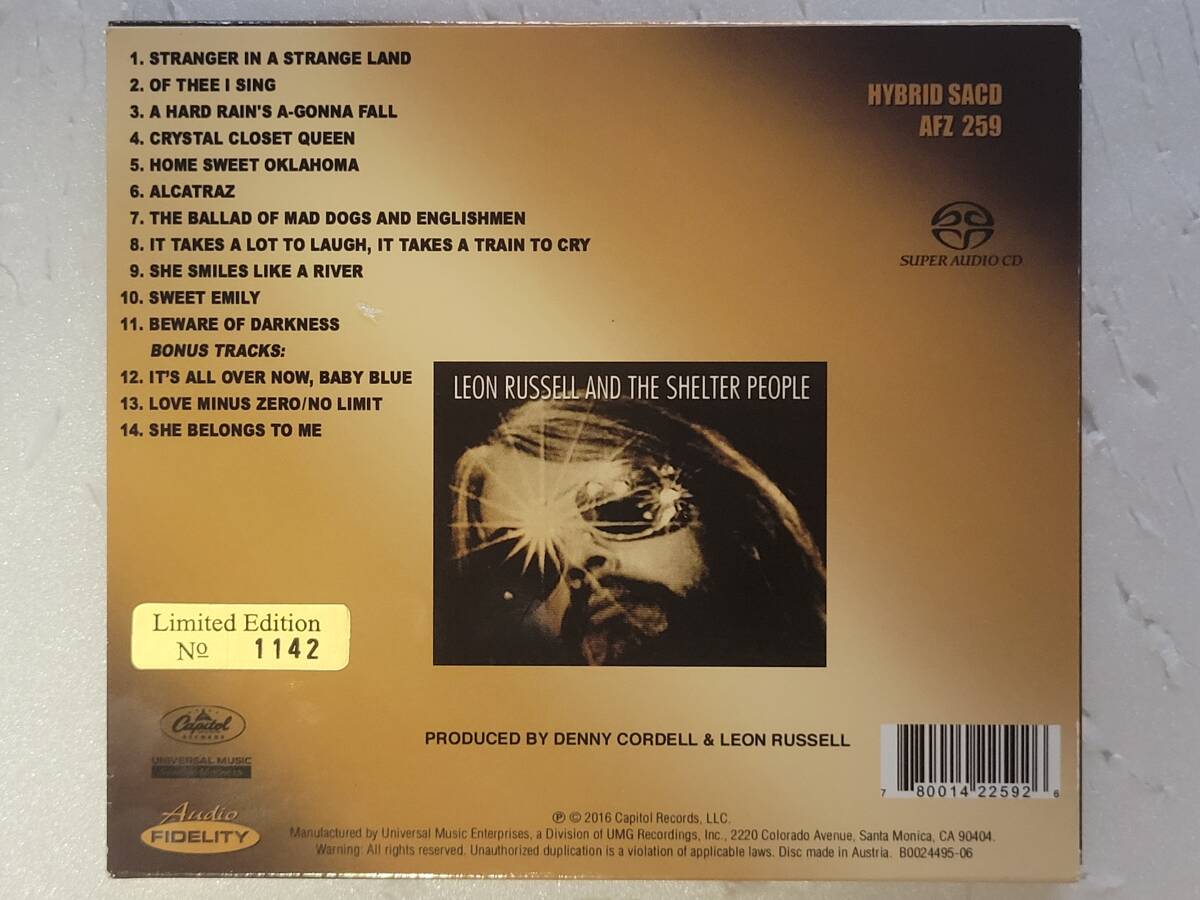 1. STRANGER IN A STRANGE LAND
2. OF THEE I SING
3. A HARD RAIN'S A-GONNA FALL
4. CRYSTAL CLOSET QUEEN
5. HOME SWEET OKLAHOMA
6. ALCATRAZ
7. THE BALLAD OF MAD DOGS AND ENGLISHMEN
8. IT TAKES A LOT TO LAUGH, IT TAKES A TRAIN TO CRY
9. SHE SMILES LIKE A RIVER
10. SWEET EMILY
11. BEWARE OF DARKNESS
BONUS TRACKS:
12. IT'S ALL OVER NOW, BABY BLUE
13. LOVE MINUS ZERO/NO LIMIT
14. SHE BELONGS TO ME
HYBRID SACD
AFZ 259
SUPER AUDIO CD
LEON RUSSELL AND THE SHELTER PEOPLE
Limited Edition
Nº 1142
Capitol
RECORDS
UNIVERSAL MUSIC
Audio
FIDELITY
PRODUCED BY DENNY CORDELL & LEON RUSSELL
7 80014 22592 6
℗ © 2016 Capitol Records, LLC.
Manufactured by Universal Music Enterprises, a Division of UMG Recordings, Inc., 2220 Colorado Avenue, Santa Monica, CA 90404.
Warning: All rights reserved. Unauthorized duplication is a violation of applicable laws. Disc made in Austria. B0024495-06